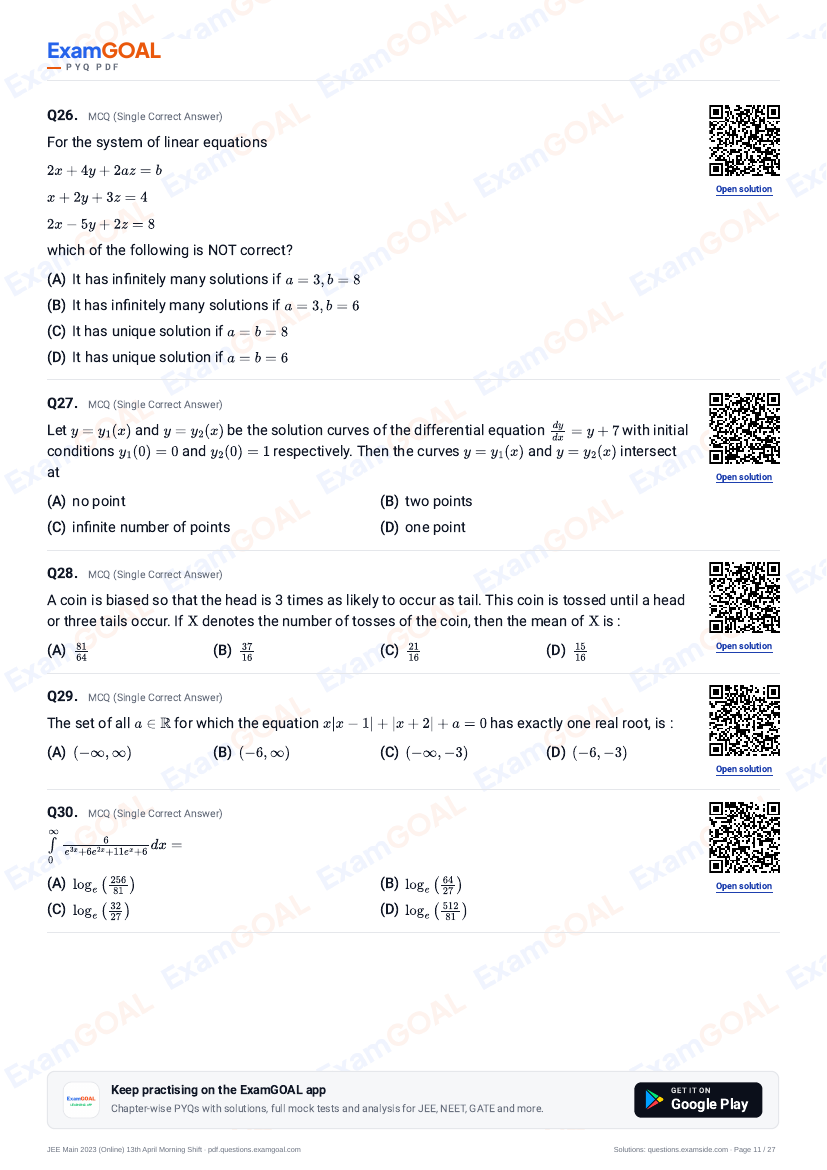 ExamGOAL
PYQ PDF
Q26. MCQ (Single Correct Answer)
For the system of linear equations
2x + 4y + 2az = b
x + 2y + 3z = 4
2x − 5y + 2z = 8
which of the following is NOT correct?
(A) It has infinitely many solutions if a = 3, b = 8
(B) It has infinitely many solutions if a = 3, b = 6
(C) It has unique solution if a = b = 8
(D) It has unique solution if a = b = 6
Open solution
Q27. MCQ (Single Correct Answer)
Let y = y₁(x) and y = y₂(x) be the solution curves of the differential equation dy/dx = y + 7 with initial
conditions y₁(0) = 0 and y₂(0) = 1 respectively. Then the curves y = y₁(x) and y = y₂(x) intersect
at
(A) no point (B) two points
(C) infinite number of points (D) one point
Open solution
Q28. MCQ (Single Correct Answer)
A coin is biased so that the head is 3 times as likely to occur as tail. This coin is tossed until a head
or three tails occur. If X denotes the number of tosses of the coin, then the mean of X is :
(A) 81/64 (B) 37/16 (C) 21/16 (D) 15/16
Open solution
Q29. MCQ (Single Correct Answer)
The set of all a ∈ ℝ for which the equation x|x − 1| + |x + 2| + a = 0 has exactly one real root, is :
(A) (−∞, ∞) (B) (−6, ∞) (C) (−∞, −3) (D) (−6, −3)
Open solution
Q30. MCQ (Single Correct Answer)
∫₀^∞ 6/(e^{3x}+6e^{2x}+11e^x+6) dx =
(A) logₑ (256/81) (B) logₑ (64/27)
(C) logₑ (32/27) (D) logₑ (512/81)
Open solution
ExamGOAL
Keep practising on the ExamGOAL app
Chapter-wise PYQs with solutions, full mock tests and analysis for JEE, NEET, GATE and more.
GET IT ON
Google Play
JEE Main 2023 (Online) 13th April Morning Shift · pdf.questions.examgoal.com Solutions: questions.examside.com · Page 11 / 27